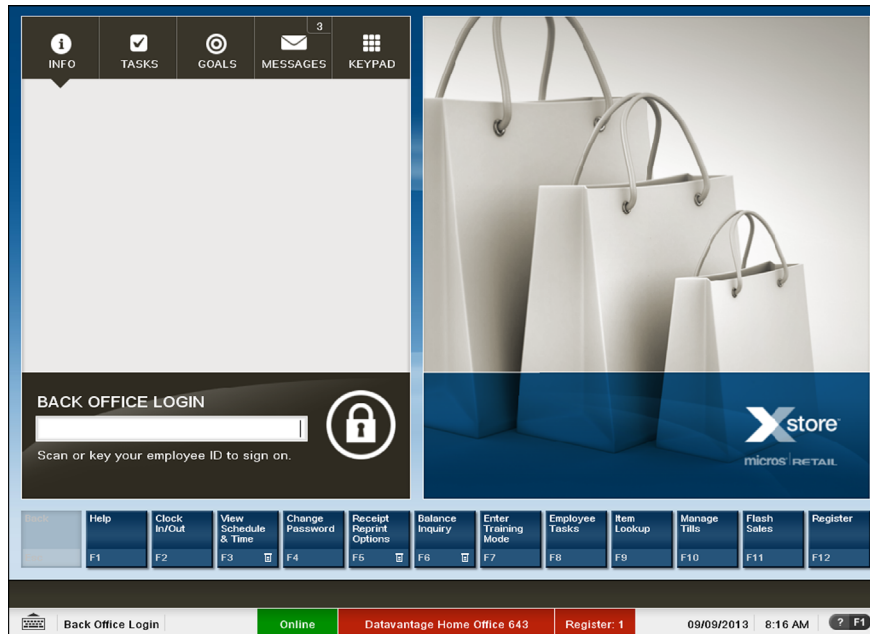 3
INFO TASKS GOALS MESSAGES KEYPAD
BACK OFFICE LOGIN
Scan or key your employee ID to sign on.
Xstore
micros RETAIL
Back
Help
F1
Clock
In/Out
F2
View
Schedule
& Time
F3
Change
Password
F4
Receipt
Reprint
Options
F5
Balance
Inquiry
F6
Enter
Training
Mode
F7
Employee
Tasks
F8
Item
Lookup
F9
Manage
Tills
F10
Flash
Sales
F11
Register
F12
Back Office Login Online Datavantage Home Office 643 Register: 1 09/09/2013 8:16 AM ? F1